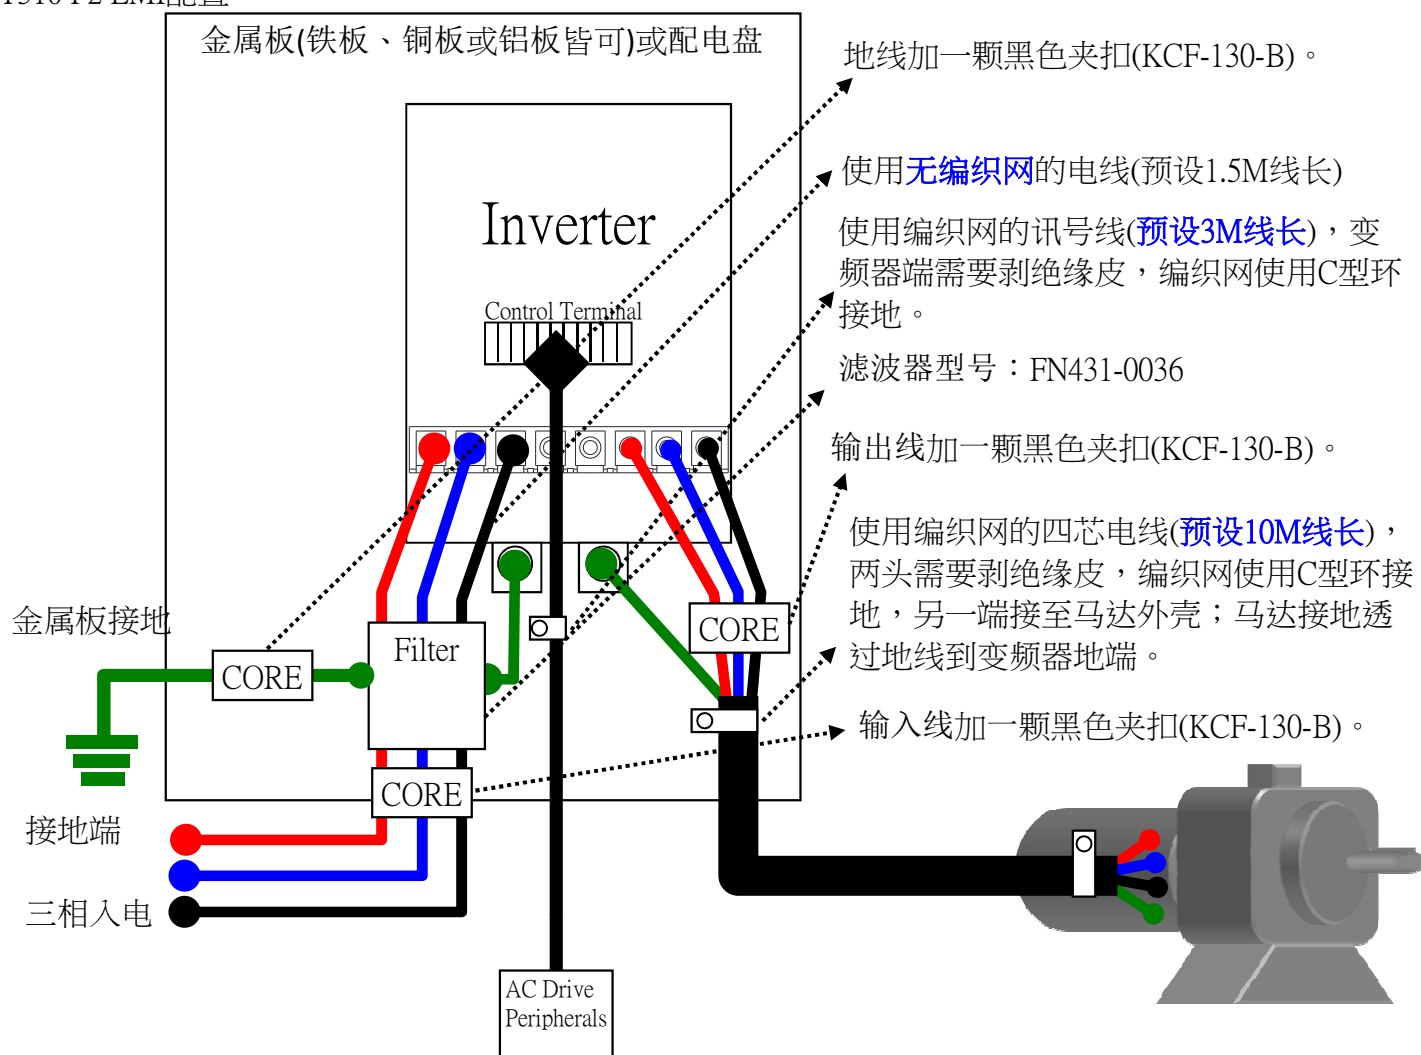 金属板(铁板、铜板或铝板皆可)或配电盘
地线加一颗黑色夹扣(KCF-130-B)。
使用无编织网的电线(预设1.5M线长)
Inverter
使用编织网的讯号线(预设3M线长)，变
频器端需要剥绝缘皮，编织网使用C型环
接地。
Control Terminal
滤波器型号：FN431-0036
输出线加一颗黑色夹扣(KCF-130-B)。
使用编织网的四芯电线(预设10M线长)，
两头需要剥绝缘皮，编织网使用C型环接
地，另一端接至马达外壳；马达接地透
过地线到变频器地端。
金属板接地
CORE
Filter
CORE
输入线加一颗黑色夹扣(KCF-130-B)。
CORE
接地端
三相入电
AC Drive
Peripherals